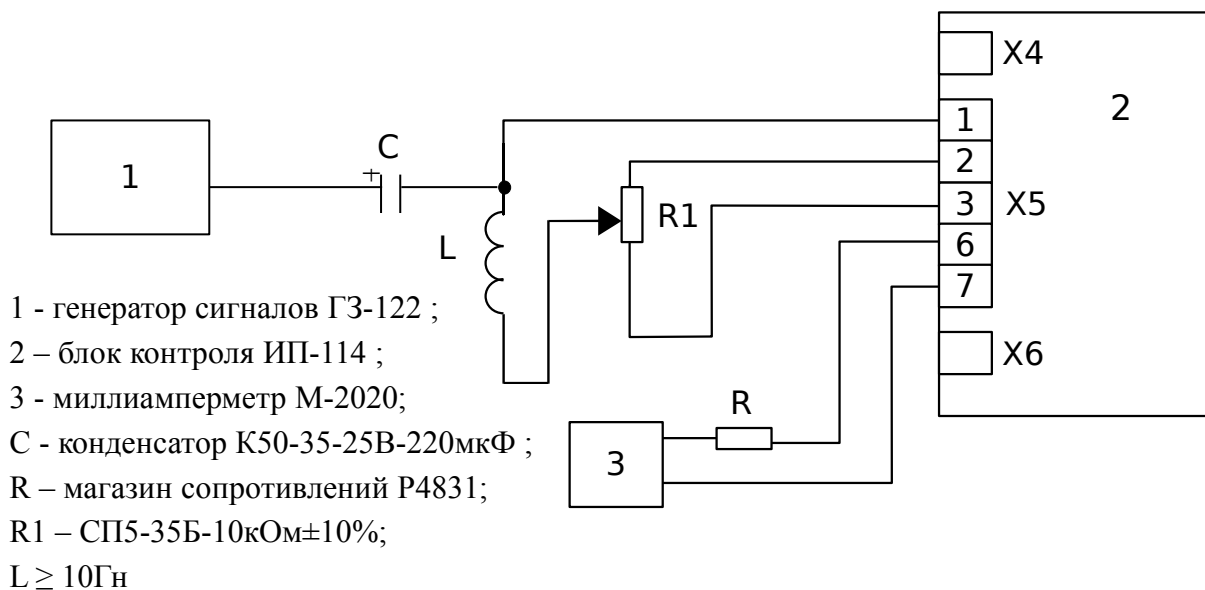 X4
2
1
1
C
+
2
R1
3
X5
L
6
7
1 - генератор сигналов ГЗ-122 ;
2 – блок контроля ИП-114 ;
X6
3 - миллиамперметр М-2020;
R
С - конденсатор К50-35-25В-220мкФ ;
3
R – магазин сопротивлений Р4831;
R1 – СП5-35Б-10кОм±10%;
L ≥ 10Гн